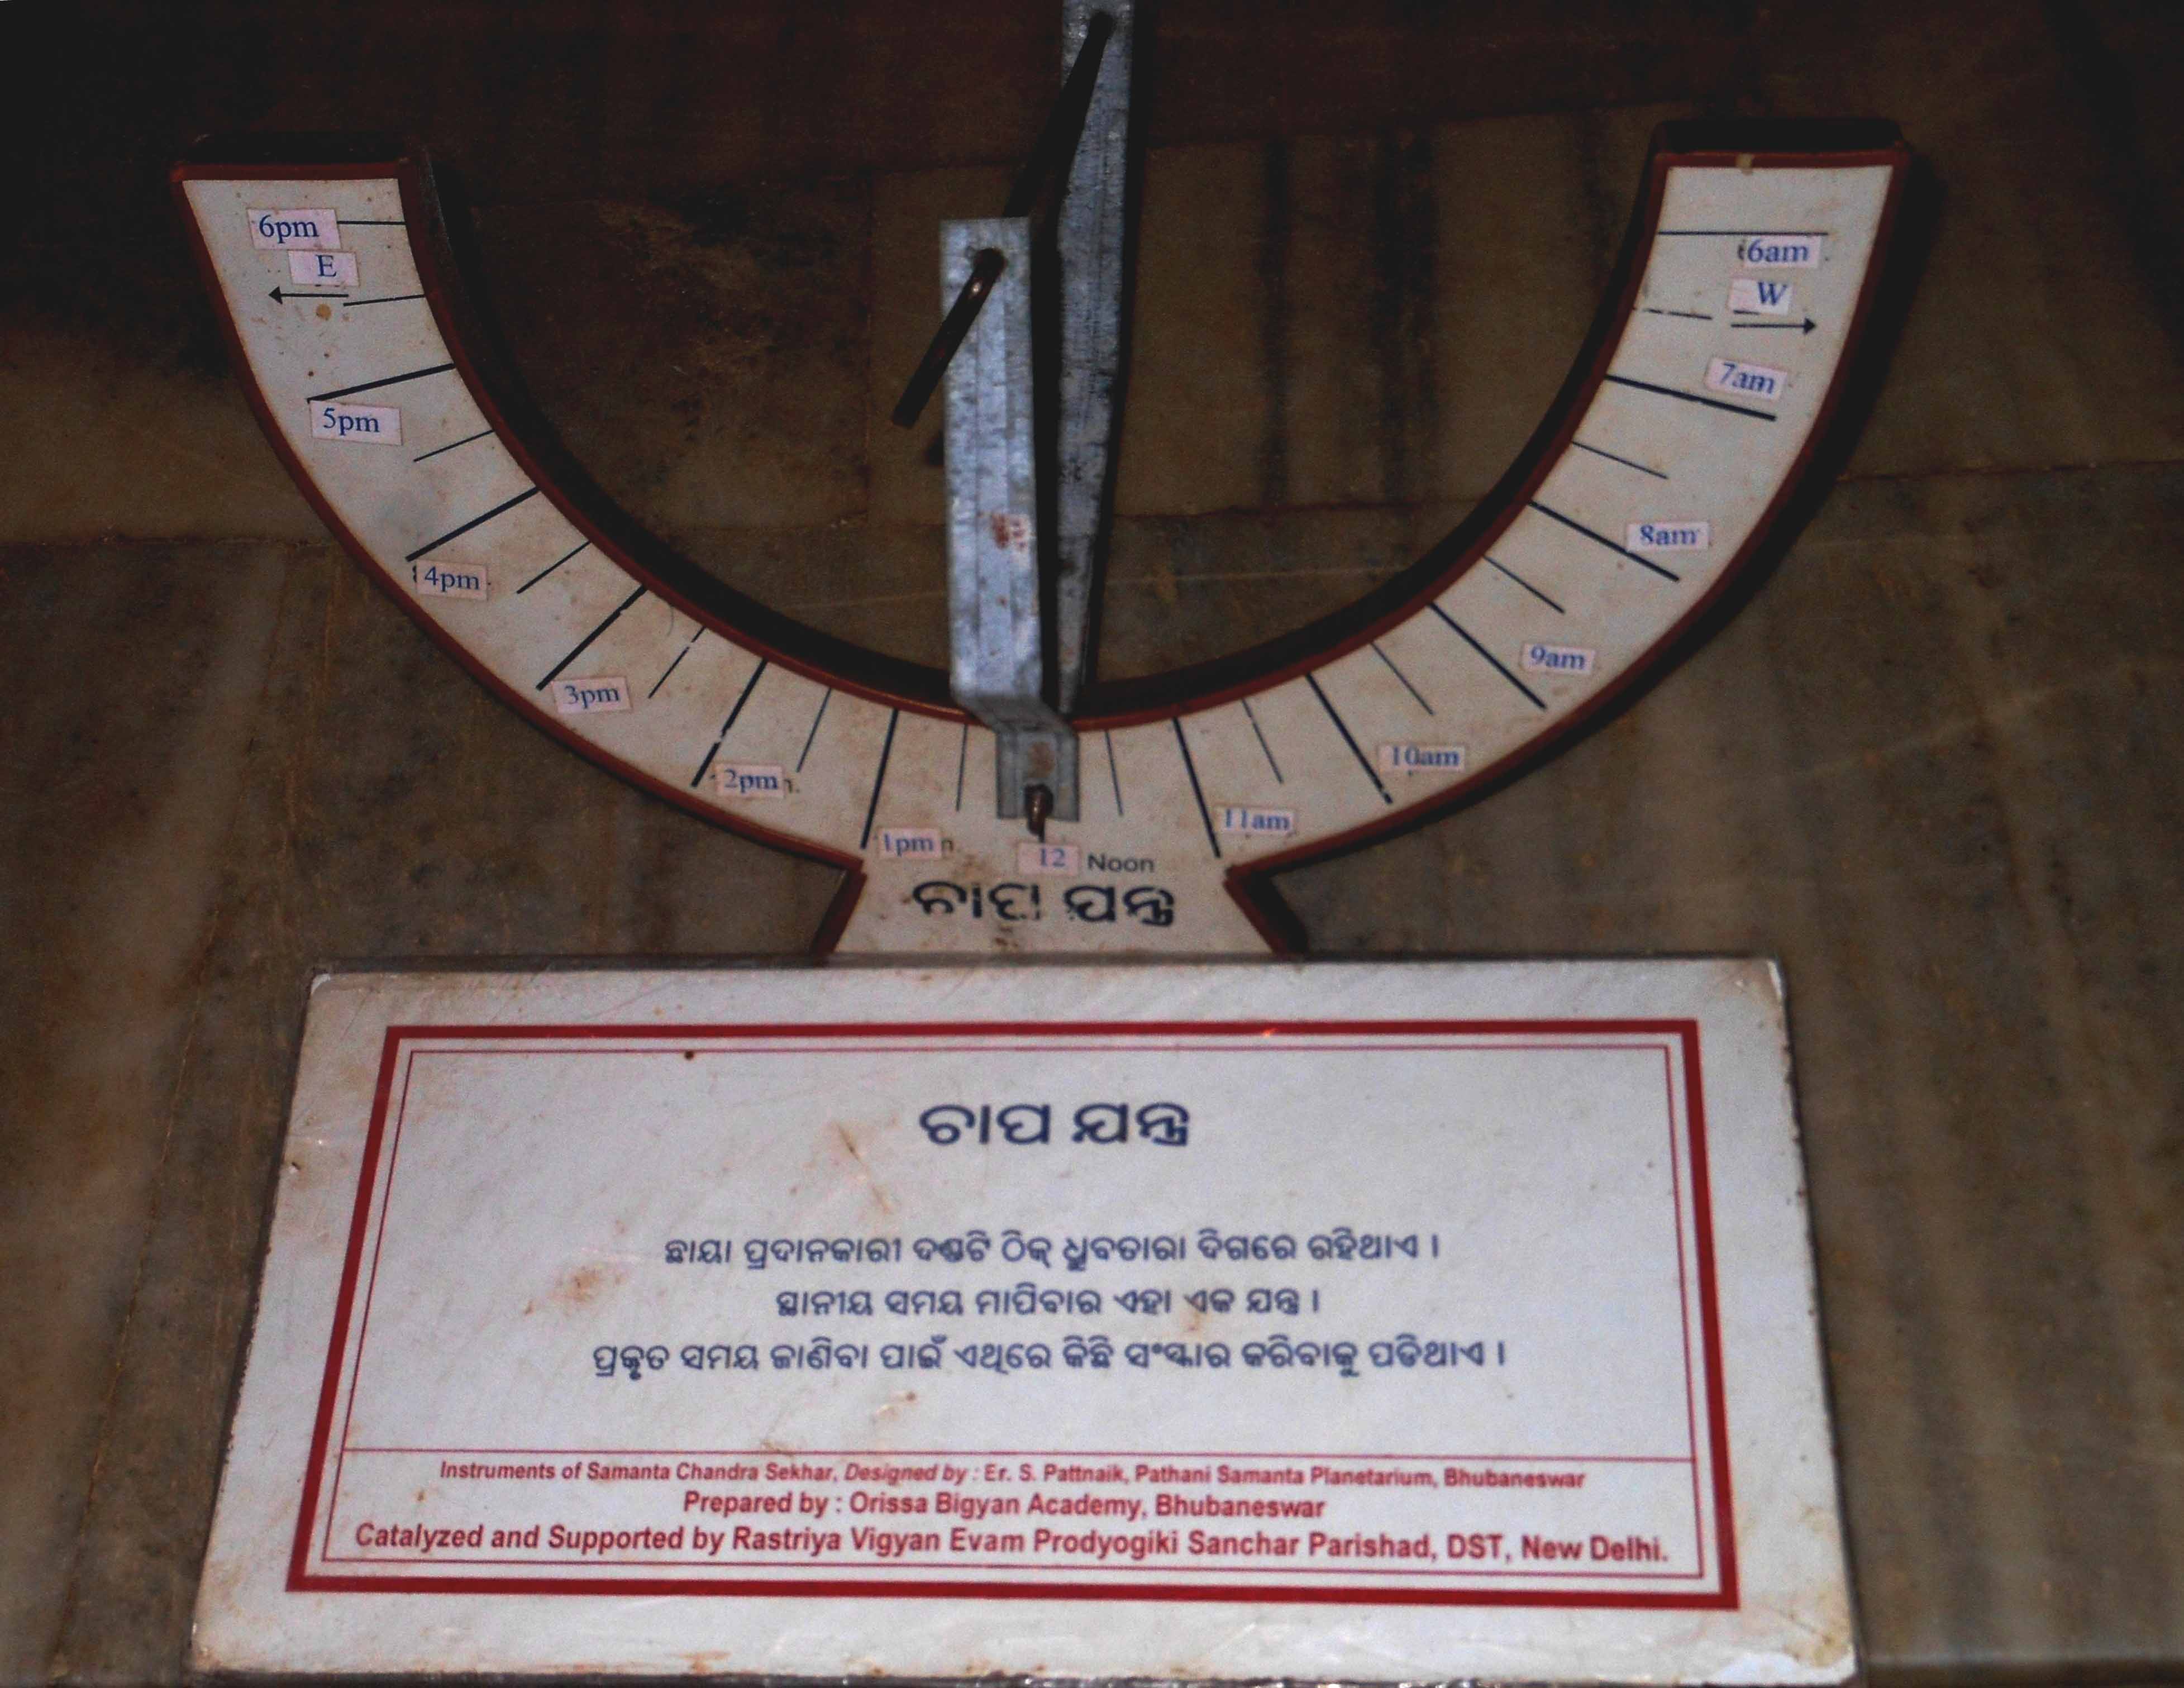 6pm
E
6am
W
7am
5pm
8am
4pm
9am
3pm
10am
2pm
11am
1pm
12 Noon
ଚାପ ଯନ୍ତ୍ର
ଚାପ ଯନ୍ତ୍ର
ଛାୟା ପ୍ରଦାନକାରୀ ଦଣ୍ଡଟି ଠିକ୍ ଧ୍ରୁବତାରା ଦିଗରେ ରହିଥାଏ ।
ସ୍ଥାନୀୟ ସମୟ ମାପିବାର ଏହା ଏକ ଯନ୍ତ୍ର ।
ପ୍ରକୃତ ସମୟ ଜାଣିବା ପାଇଁ ଏଥିରେ କିଛି ସଂସ୍କାର କରିବାକୁ ପଡିଥାଏ ।
Instruments of Samanta Chandra Sekhar, Designed by : Er. S. Pattnaik, Pathani Samanta Planetarium, Bhubaneswar
Prepared by : Orissa Bigyan Academy, Bhubaneswar
Catalyzed and Supported by Rastriya Vigyan Evam Prodyogiki Sanchar Parishad, DST, New Delhi.